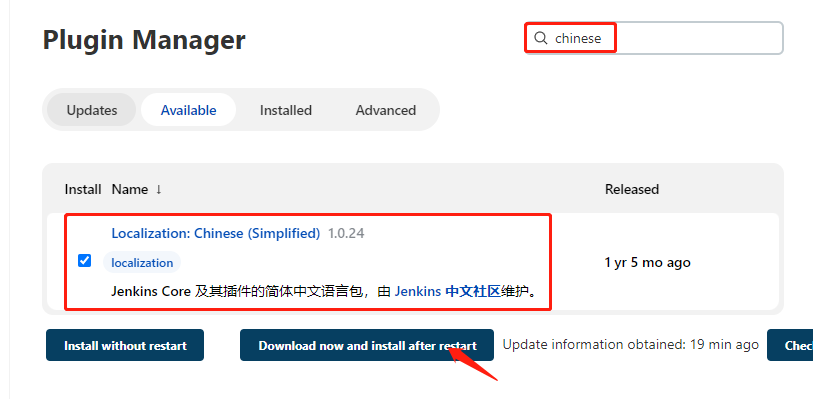 Plugin Manager
chinese
Updates Available Installed Advanced
Install Name ↓ Released
Localization: Chinese (Simplified) 1.0.24
localization
1 yr 5 mo ago
Jenkins Core 及其插件的简体中文语言包，由 Jenkins 中文社区维护。
Install without restart Download now and install after restart Update information obtained: 19 min ago Chec